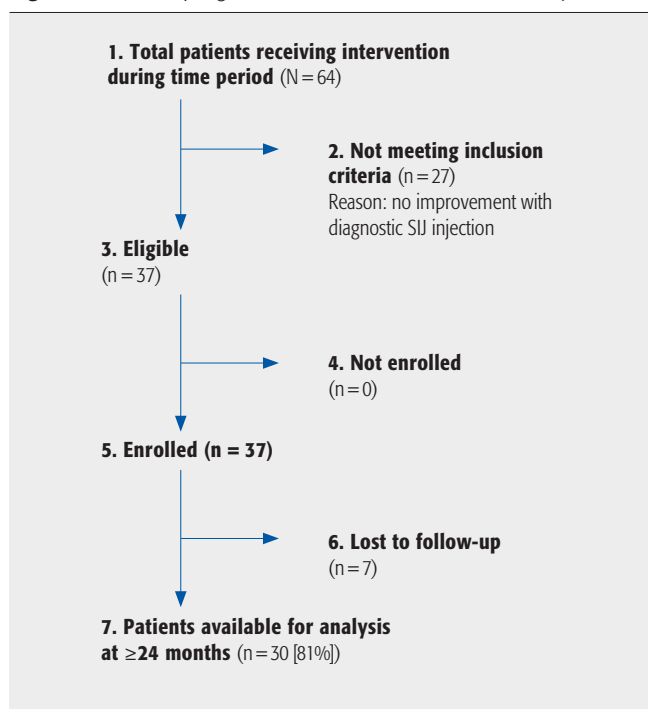 1. Total patients receiving intervention
during time period (N = 64)
2. Not meeting inclusion
criteria (n = 27)
Reason: no improvement with
diagnostic SIJ injection
3. Eligible
(n = 37)
4. Not enrolled
(n = 0)
5. Enrolled (n = 37)
6. Lost to follow-up
(n = 7)
7. Patients available for analysis
at ≥24 months (n = 30 [81%])